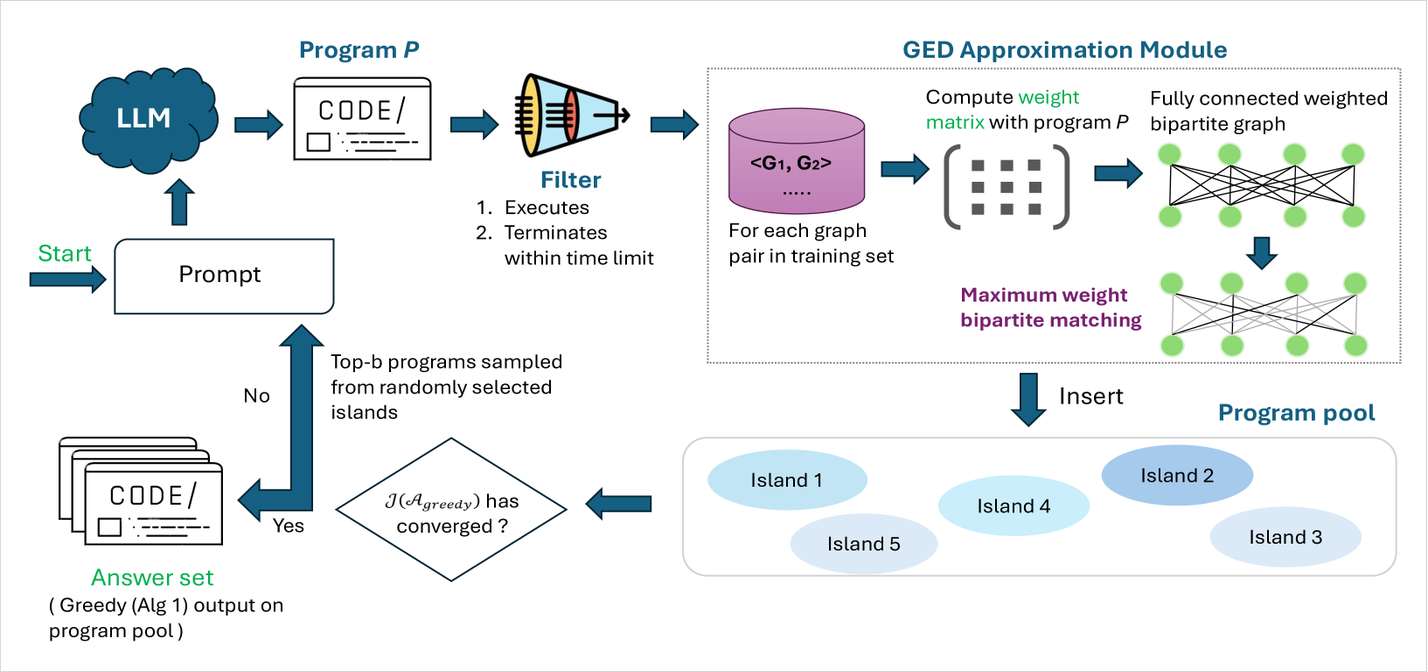 Program P
GED Approximation Module
LLM
CODE/
Filter
1. Executes
2. Terminates
within time limit
<G₁, G₂>
.....
For each graph
pair in training set
Compute weight
matrix with program P
Fully connected weighted
bipartite graph
Maximum weight
bipartite matching
Start
Prompt
No
Top-b programs sampled
from randomly selected
islands
Insert
Program pool
Island 1
Island 2
Island 4
Island 5
Island 3
𝒥(𝒜_greedy) has
converged ?
Yes
CODE/
Answer set
( Greedy (Alg 1) output on
program pool )